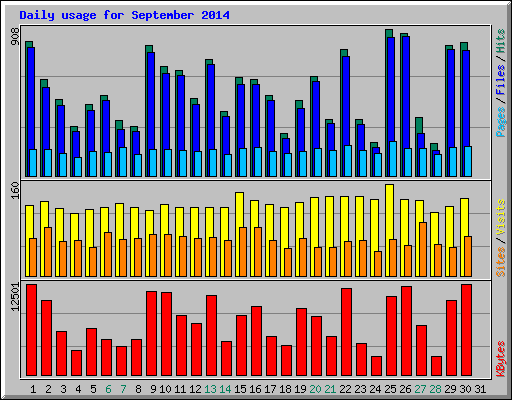 Daily usage for September 2014
908
Pages / Files / Hits
160
Sites / Visits
12501
KBytes
1 2 3 4 5 6 7 8 9 10 11 12 13 14 15 16 17 18 19 20 21 22 23 24 25 26 27 28 29 30 31